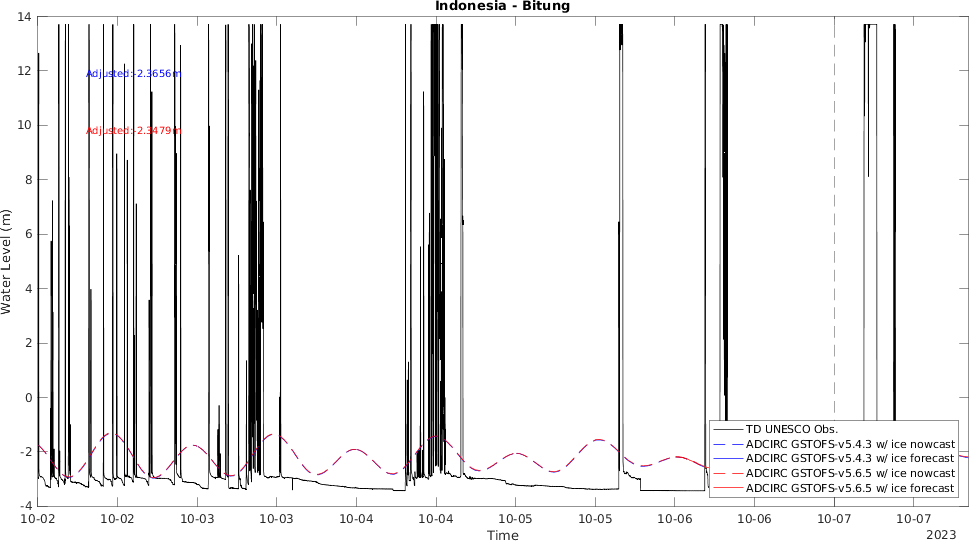 Indonesia - Bitung
14
12
10
8
6
4
2
0
-2
-4
Water Level (m)
Adjusted:-2.3656m
Adjusted:-2.3479m
TD UNESCO Obs.
ADCIRC GSTOFS-v5.4.3 w/ ice nowcast
ADCIRC GSTOFS-v5.4.3 w/ ice forecast
ADCIRC GSTOFS-v5.6.5 w/ ice nowcast
ADCIRC GSTOFS-v5.6.5 w/ ice forecast
10-02 10-02 10-03 10-03 10-04 10-04 10-05 10-05 10-06 10-06 10-07 10-07
Time
2023